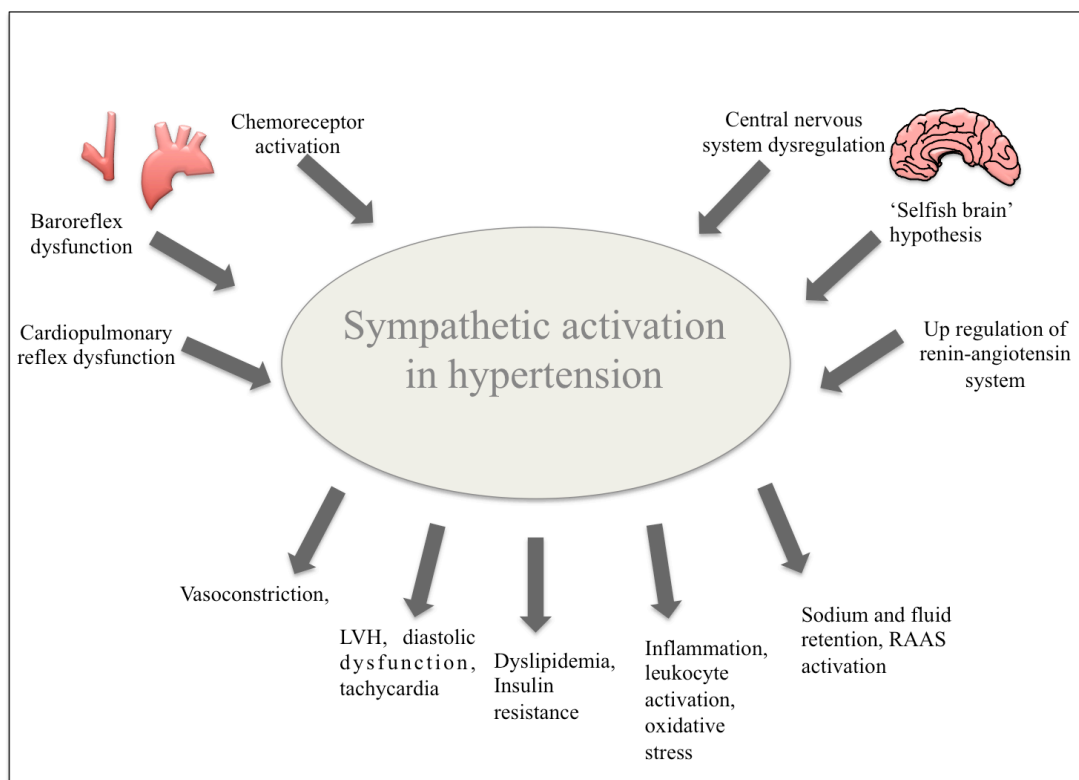 Chemoreceptor
activation
Central nervous
system dysregulation
Baroreflex
dysfunction
‘Selfish brain’
hypothesis
Cardiopulmonary
reflex dysfunction
Sympathetic activation
in hypertension
Up regulation of
renin-angiotensin
system
Vasoconstriction,
LVH, diastolic
dysfunction,
tachycardia
Dyslipidemia,
Insulin
resistance
Inflammation,
leukocyte
activation,
oxidative
stress
Sodium and fluid
retention, RAAS
activation